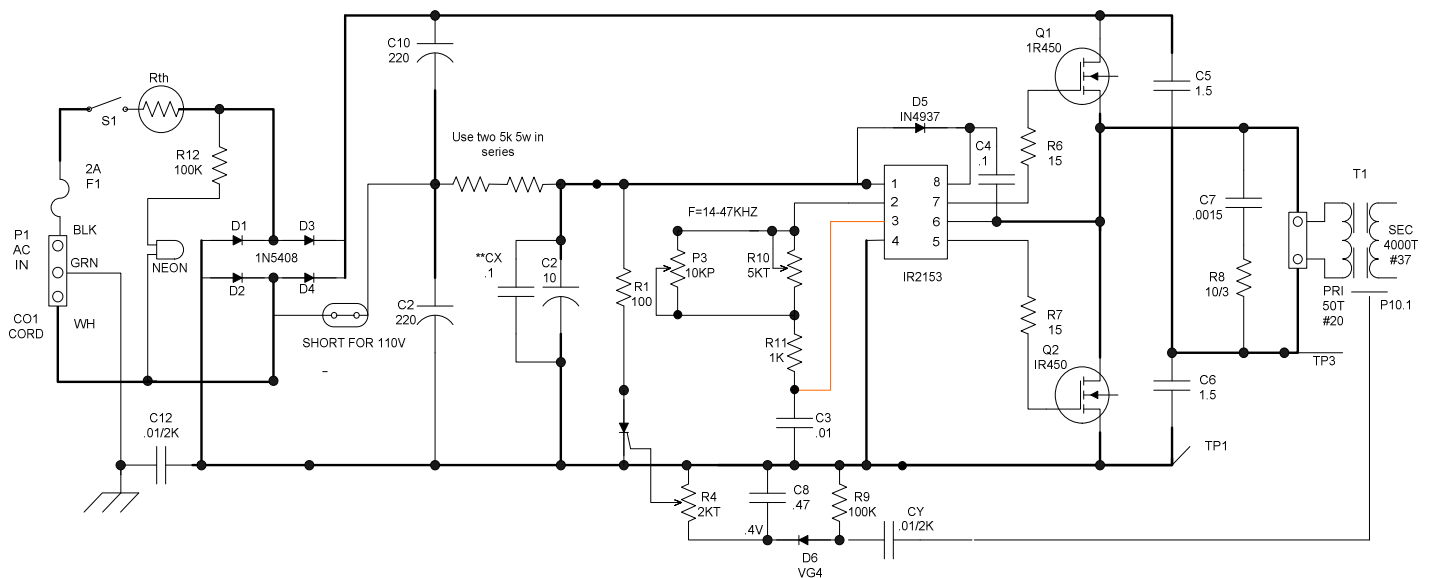 C10
220
Rth
S1
2A
F1
R12
100K
P1
AC
IN
BLK
GRN
WH
CO1
CORD
NEON
D1
D3
1N5408
D2
D4
SHORT FOR 110V
C2
220
C12
.01/2K
Use two 5k 5w in
series
**CX
.1
C2
10
R1
100
F=14-47KHZ
P3
10KP
R10
5KT
R11
1K
C3
.01
D5
IN4937
C4
.1
1
2
3
4
8
7
6
5
IR2153
Q1
1R450
R6
15
R7
15
Q2
IR450
C5
1.5
C6
1.5
C7
.0015
R8
10/3
T1
SEC
4000T
#37
PRI
50T
#20
P10.1
TP3
TP1
R4
2KT
.4V
C8
.47
R9
100K
D6
VG4
CY
.01/2K